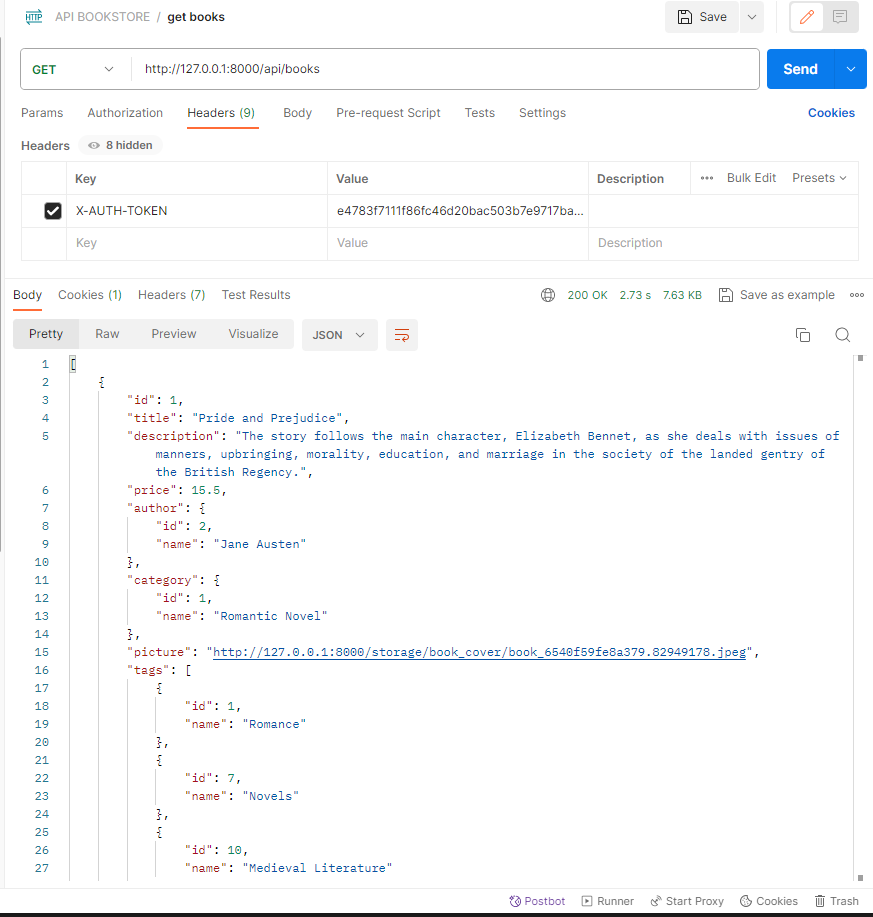 HTTP API BOOKSTORE / get books Save
GET http://127.0.0.1:8000/api/books Send
Params Authorization Headers (9) Body Pre-request Script Tests Settings Cookies
Headers 8 hidden
Key Value Description ••• Bulk Edit Presets
X-AUTH-TOKEN e4783f7111f86fc46d20bac503b7e9717ba...
Key Value Description
Body Cookies (1) Headers (7) Test Results 200 OK 2.73 s 7.63 KB Save as example •••
Pretty Raw Preview Visualize JSON
1 [
2 {
3 "id": 1,
4 "title": "Pride and Prejudice",
5 "description": "The story follows the main character, Elizabeth Bennet, as she deals with issues of
manners, upbringing, morality, education, and marriage in the society of the landed gentry of
the British Regency.",
6 "price": 15.5,
7 "author": {
8 "id": 2,
9 "name": "Jane Austen"
10 },
11 "category": {
12 "id": 1,
13 "name": "Romantic Novel"
14 },
15 "picture": "http://127.0.0.1:8000/storage/book_cover/book_6540f59fe8a379.82949178.jpeg",
16 "tags": [
17 {
18 "id": 1,
19 "name": "Romance"
20 },
21 {
22 "id": 7,
23 "name": "Novels"
24 },
25 {
26 "id": 10,
27 "name": "Medieval Literature"
Postbot Runner Start Proxy Cookies Trash